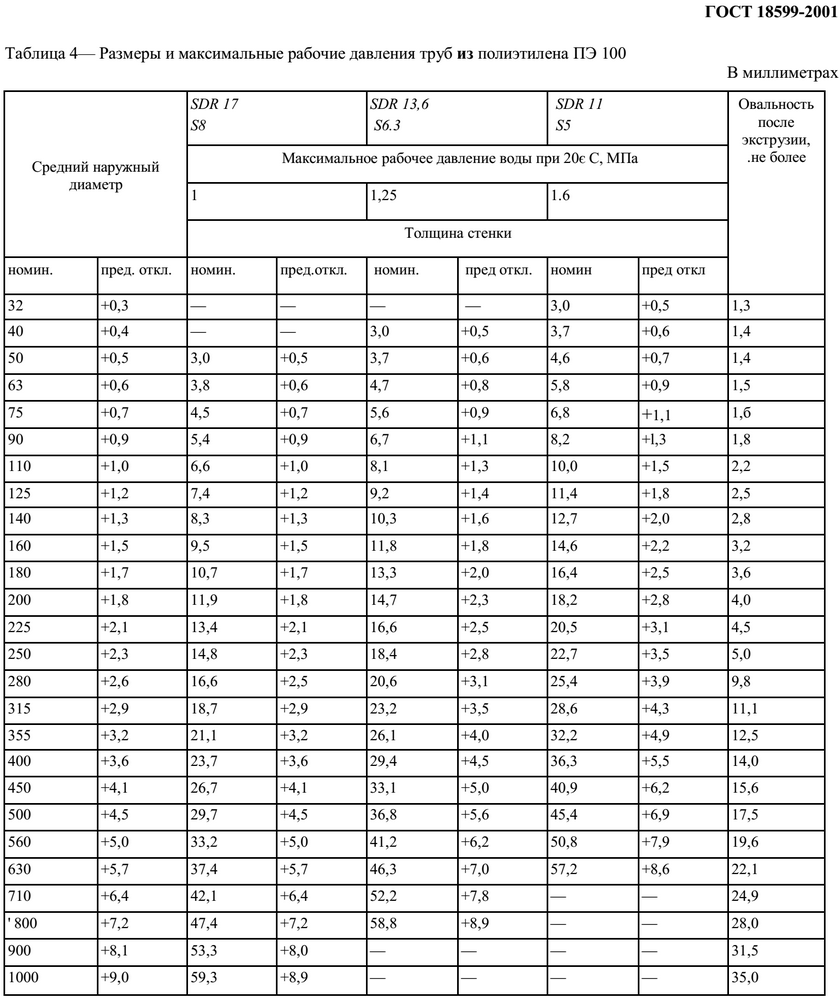 ГОСТ 18599-2001
Таблица 4— Размеры и максимальные рабочие давления труб из полиэтилена ПЭ 100
В миллиметрах
Средний наружный
диаметр
SDR 17
S8
SDR 13,6
S6.3
SDR 11
S5
Овальность
после
экструзии,
.не более
Максимальное рабочее давление воды при 20є С, МПа
1 1,25 1.6
Толщина стенки
номин. пред. откл. номин. пред.откл. номин. пред откл. номин пред откл
32 +0,3 — — — — 3,0 +0,5 1,3
40 +0,4 — — 3,0 +0,5 3,7 +0,6 1,4
50 +0,5 3,0 +0,5 3,7 +0,6 4,6 +0,7 1,4
63 +0,6 3,8 +0,6 4,7 +0,8 5,8 +0,9 1,5
75 +0,7 4,5 +0,7 5,6 +0,9 6,8 +1,1 1,б
90 +0,9 5,4 +0,9 6,7 +1,1 8,2 +l,3 1,8
110 +1,0 6,6 +1,0 8,1 +1,3 10,0 +1,5 2,2
125 +1,2 7,4 +1,2 9,2 +1,4 11,4 +1,8 2,5
140 +1,3 8,3 +1,3 10,3 +1,6 12,7 +2,0 2,8
160 +1,5 9,5 +1,5 11,8 +1,8 14,6 +2,2 3,2
180 +1,7 10,7 +1,7 13,3 +2,0 16,4 +2,5 3,6
200 +1,8 11,9 +1,8 14,7 +2,3 18,2 +2,8 4,0
225 +2,1 13,4 +2,1 16,6 +2,5 20,5 +3,1 4,5
250 +2,3 14,8 +2,3 18,4 +2,8 22,7 +3,5 5,0
280 +2,6 16,6 +2,5 20,6 +3,1 25,4 +3,9 9,8
315 +2,9 18,7 +2,9 23,2 +3,5 28,6 +4,3 11,1
355 +3,2 21,1 +3,2 26,1 +4,0 32,2 +4,9 12,5
400 +3,6 23,7 +3,6 29,4 +4,5 36,3 +5,5 14,0
450 +4,1 26,7 +4,1 33,1 +5,0 40,9 +6,2 15,6
500 +4,5 29,7 +4,5 36,8 +5,6 45,4 +6,9 17,5
560 +5,0 33,2 +5,0 41,2 +6,2 50,8 +7,9 19,6
630 +5,7 37,4 +5,7 46,3 +7,0 57,2 +8,6 22,1
710 +6,4 42,1 +6,4 52,2 +7,8 — — 24,9
' 800 +7,2 47,4 +7,2 58,8 +8,9 — — 28,0
900 +8,1 53,3 +8,0 — — — — 31,5
1000 +9,0 59,3 +8,9 — — — — 35,0